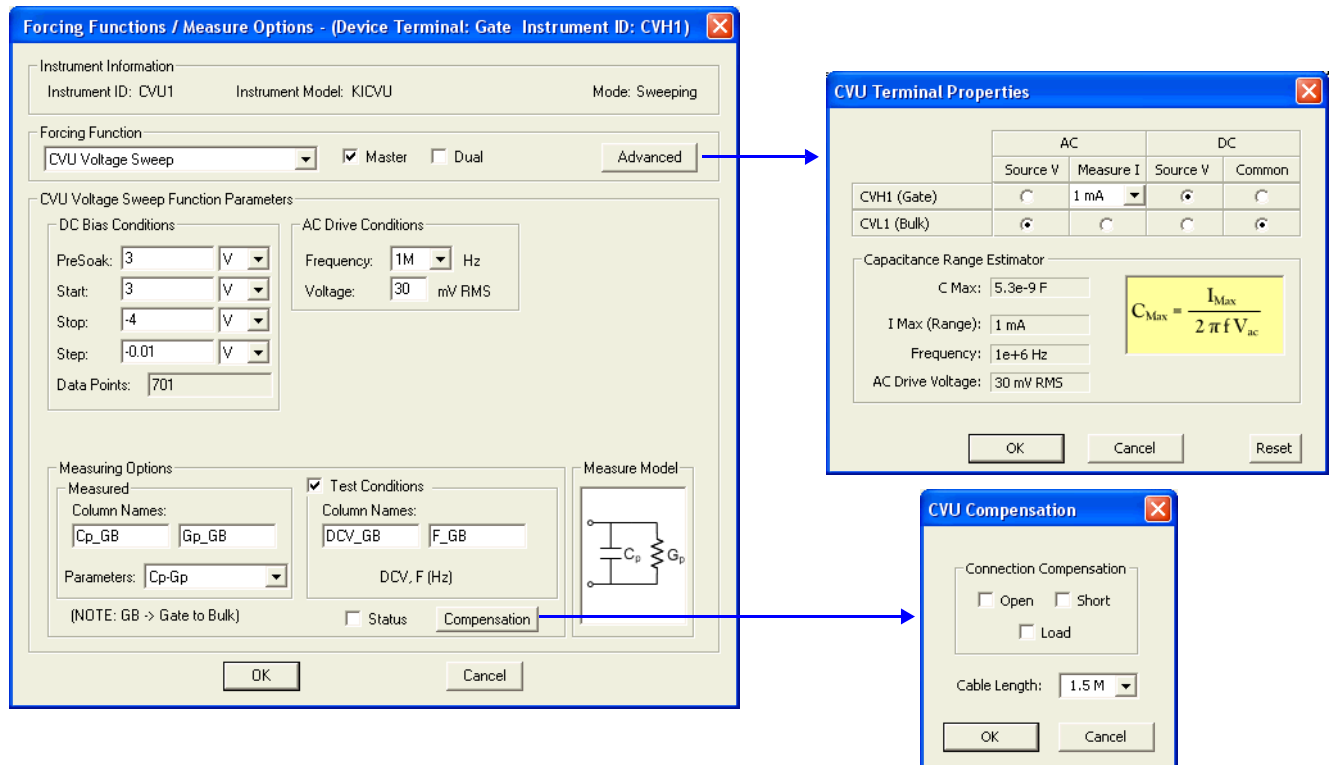 Forcing Functions / Measure Options - (Device Terminal: Gate Instrument ID: CVH1)
Instrument Information
Instrument ID: CVU1 Instrument Model: KICVU Mode: Sweeping
Forcing Function
CVU Voltage Sweep Master Dual Advanced
CVU Voltage Sweep Function Parameters
DC Bias Conditions
PreSoak: 3 V
Start: 3 V
Stop: -4 V
Step: -0.01 V
Data Points: 701
AC Drive Conditions
Frequency: 1M Hz
Voltage: 30 mV RMS
Measuring Options
Measured
Column Names:
Cp_GB Gp_GB
Parameters: Cp-Gp
(NOTE: GB -> Gate to Bulk)
Test Conditions
Column Names:
DCV_GB F_GB
DCV, F (Hz)
Status Compensation
Measure Model
Cp Gp
OK Cancel
CVU Terminal Properties
AC DC
Source V Measure I Source V Common
CVH1 (Gate) 1 mA
CVL1 (Bulk)
Capacitance Range Estimator
C Max: 5.3e-9 F
I Max (Range): 1 mA
Frequency: 1e+6 Hz
AC Drive Voltage: 30 mV RMS
CMax = IMax
2 π f Vac
OK Cancel Reset
CVU Compensation
Connection Compensation
Open Short
Load
Cable Length: 1.5 M
OK Cancel